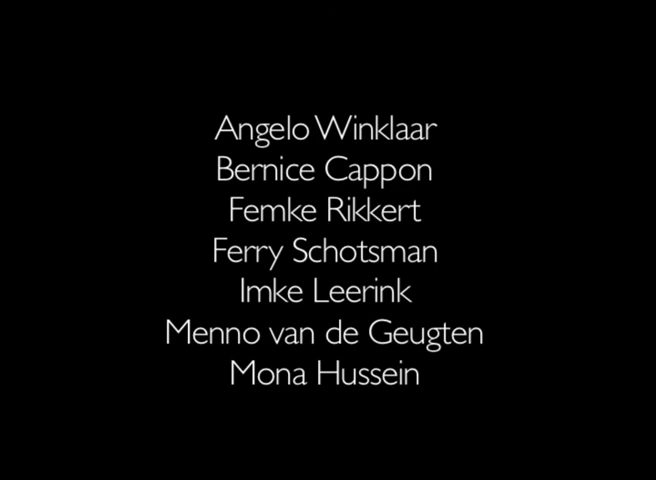 Angelo Winklaar
Bernice Cappon
Femke Rikkert
Ferry Schotsman
Imke Leerink
Menno van de Geugten
Mona Hussein